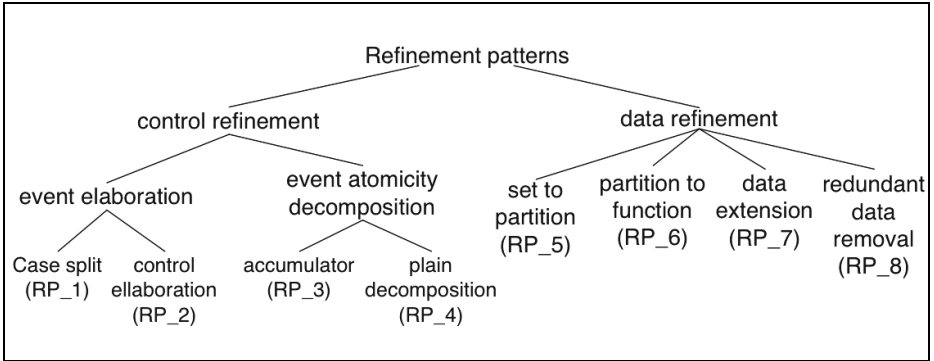 Refinement patterns
control refinement
data refinement
event elaboration
event atomicity
decomposition
set to
partition
(RP_5)
partition to
function
(RP_6)
data
extension
(RP_7)
redundant
data
removal
(RP_8)
Case split
(RP_1)
control
ellaboration
(RP_2)
accumulator
(RP_3)
plain
decomposition
(RP_4)